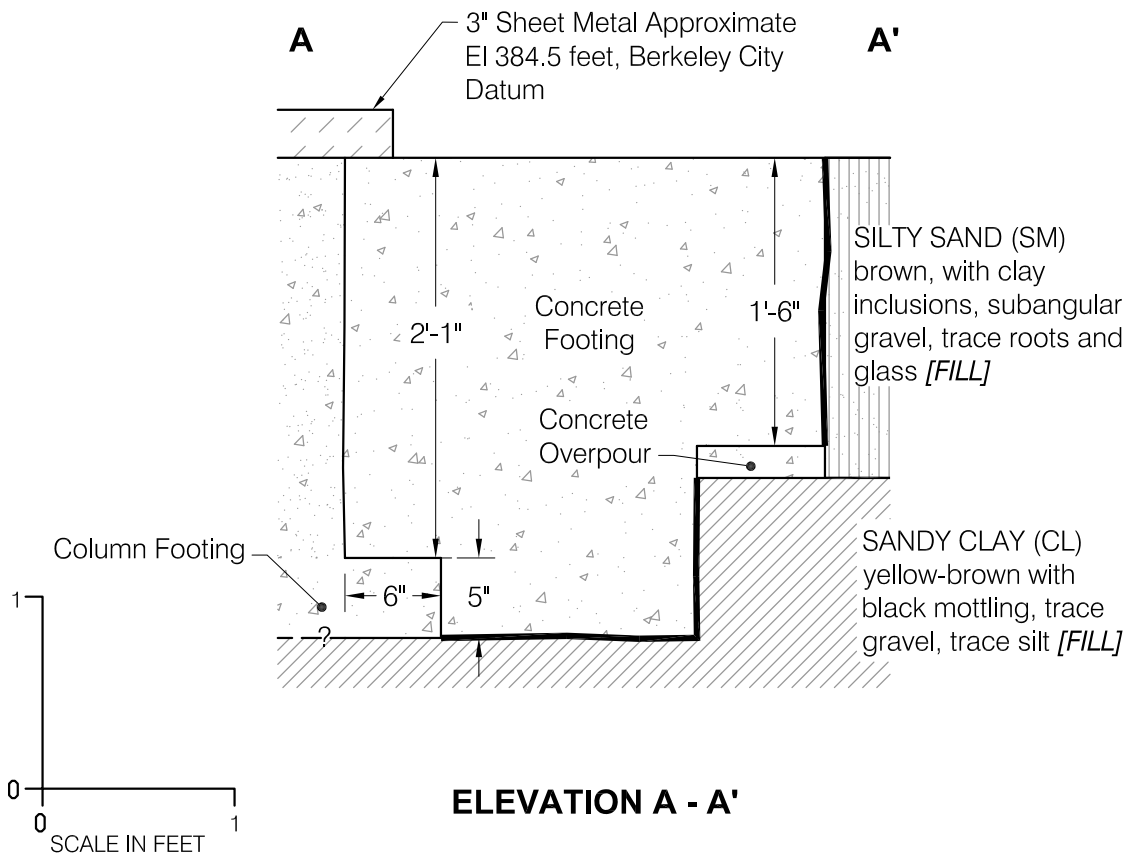 A
3" Sheet Metal Approximate
El 384.5 feet, Berkeley City
Datum
A'
SILTY SAND (SM)
brown, with clay
inclusions, subangular
gravel, trace roots and
glass [FILL]
2'-1"
Concrete
Footing
1'-6"
Concrete
Overpour
Column Footing
6"
5"
?
SANDY CLAY (CL)
yellow-brown with
black mottling, trace
gravel, trace silt [FILL]
1
0
0
1
SCALE IN FEET
ELEVATION A - A'